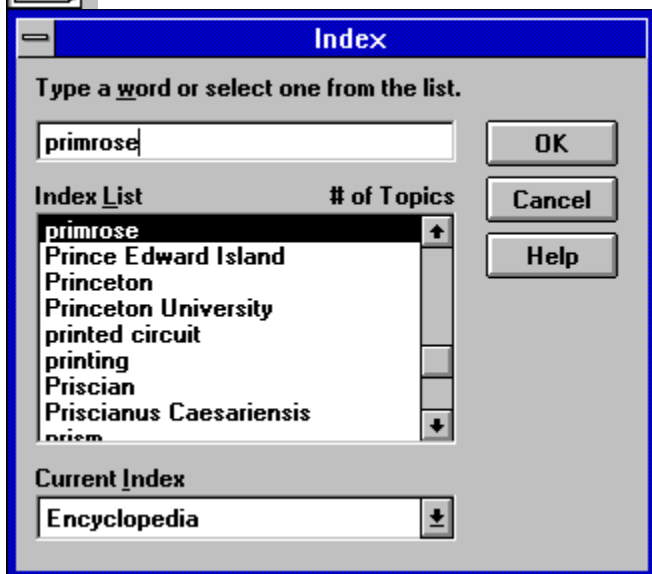 Index
Type a word or select one from the list.
primrose
OK
Index List # of Topics
Cancel
primrose
Prince Edward Island
Help
Princeton
Princeton University
printed circuit
printing
Priscian
Priscianus Caesariensis
prism
Current Index
Encyclopedia